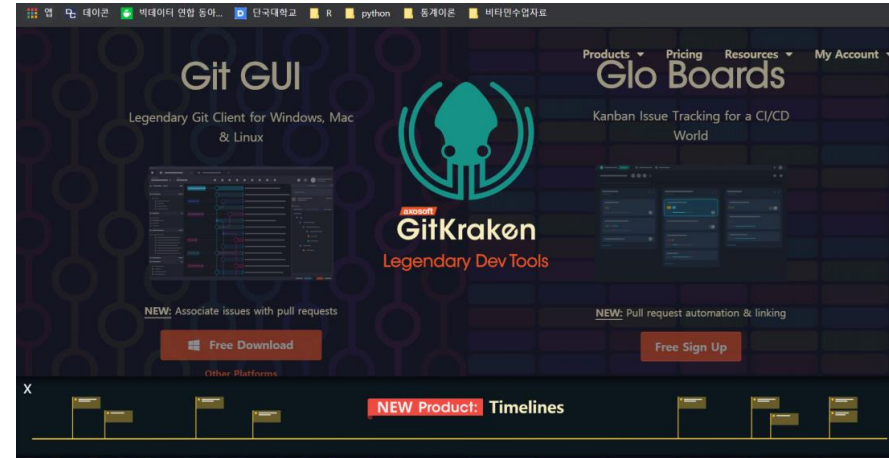 앱 데이콘 빅데이터 연합 동아... 단국대학교 R python 통계이론 비타민수업자료
Products Pricing Resources My Account
Git GUI
Legendary Git Client for Windows, Mac
& Linux
NEW: Associate issues with pull requests
Free Download
Other Platforms
axosoft
GitKraken
Legendary Dev Tools
Glo Boards
Kanban Issue Tracking for a CI/CD
World
NEW: Pull request automation & linking
Free Sign Up
X
NEW Product: Timelines